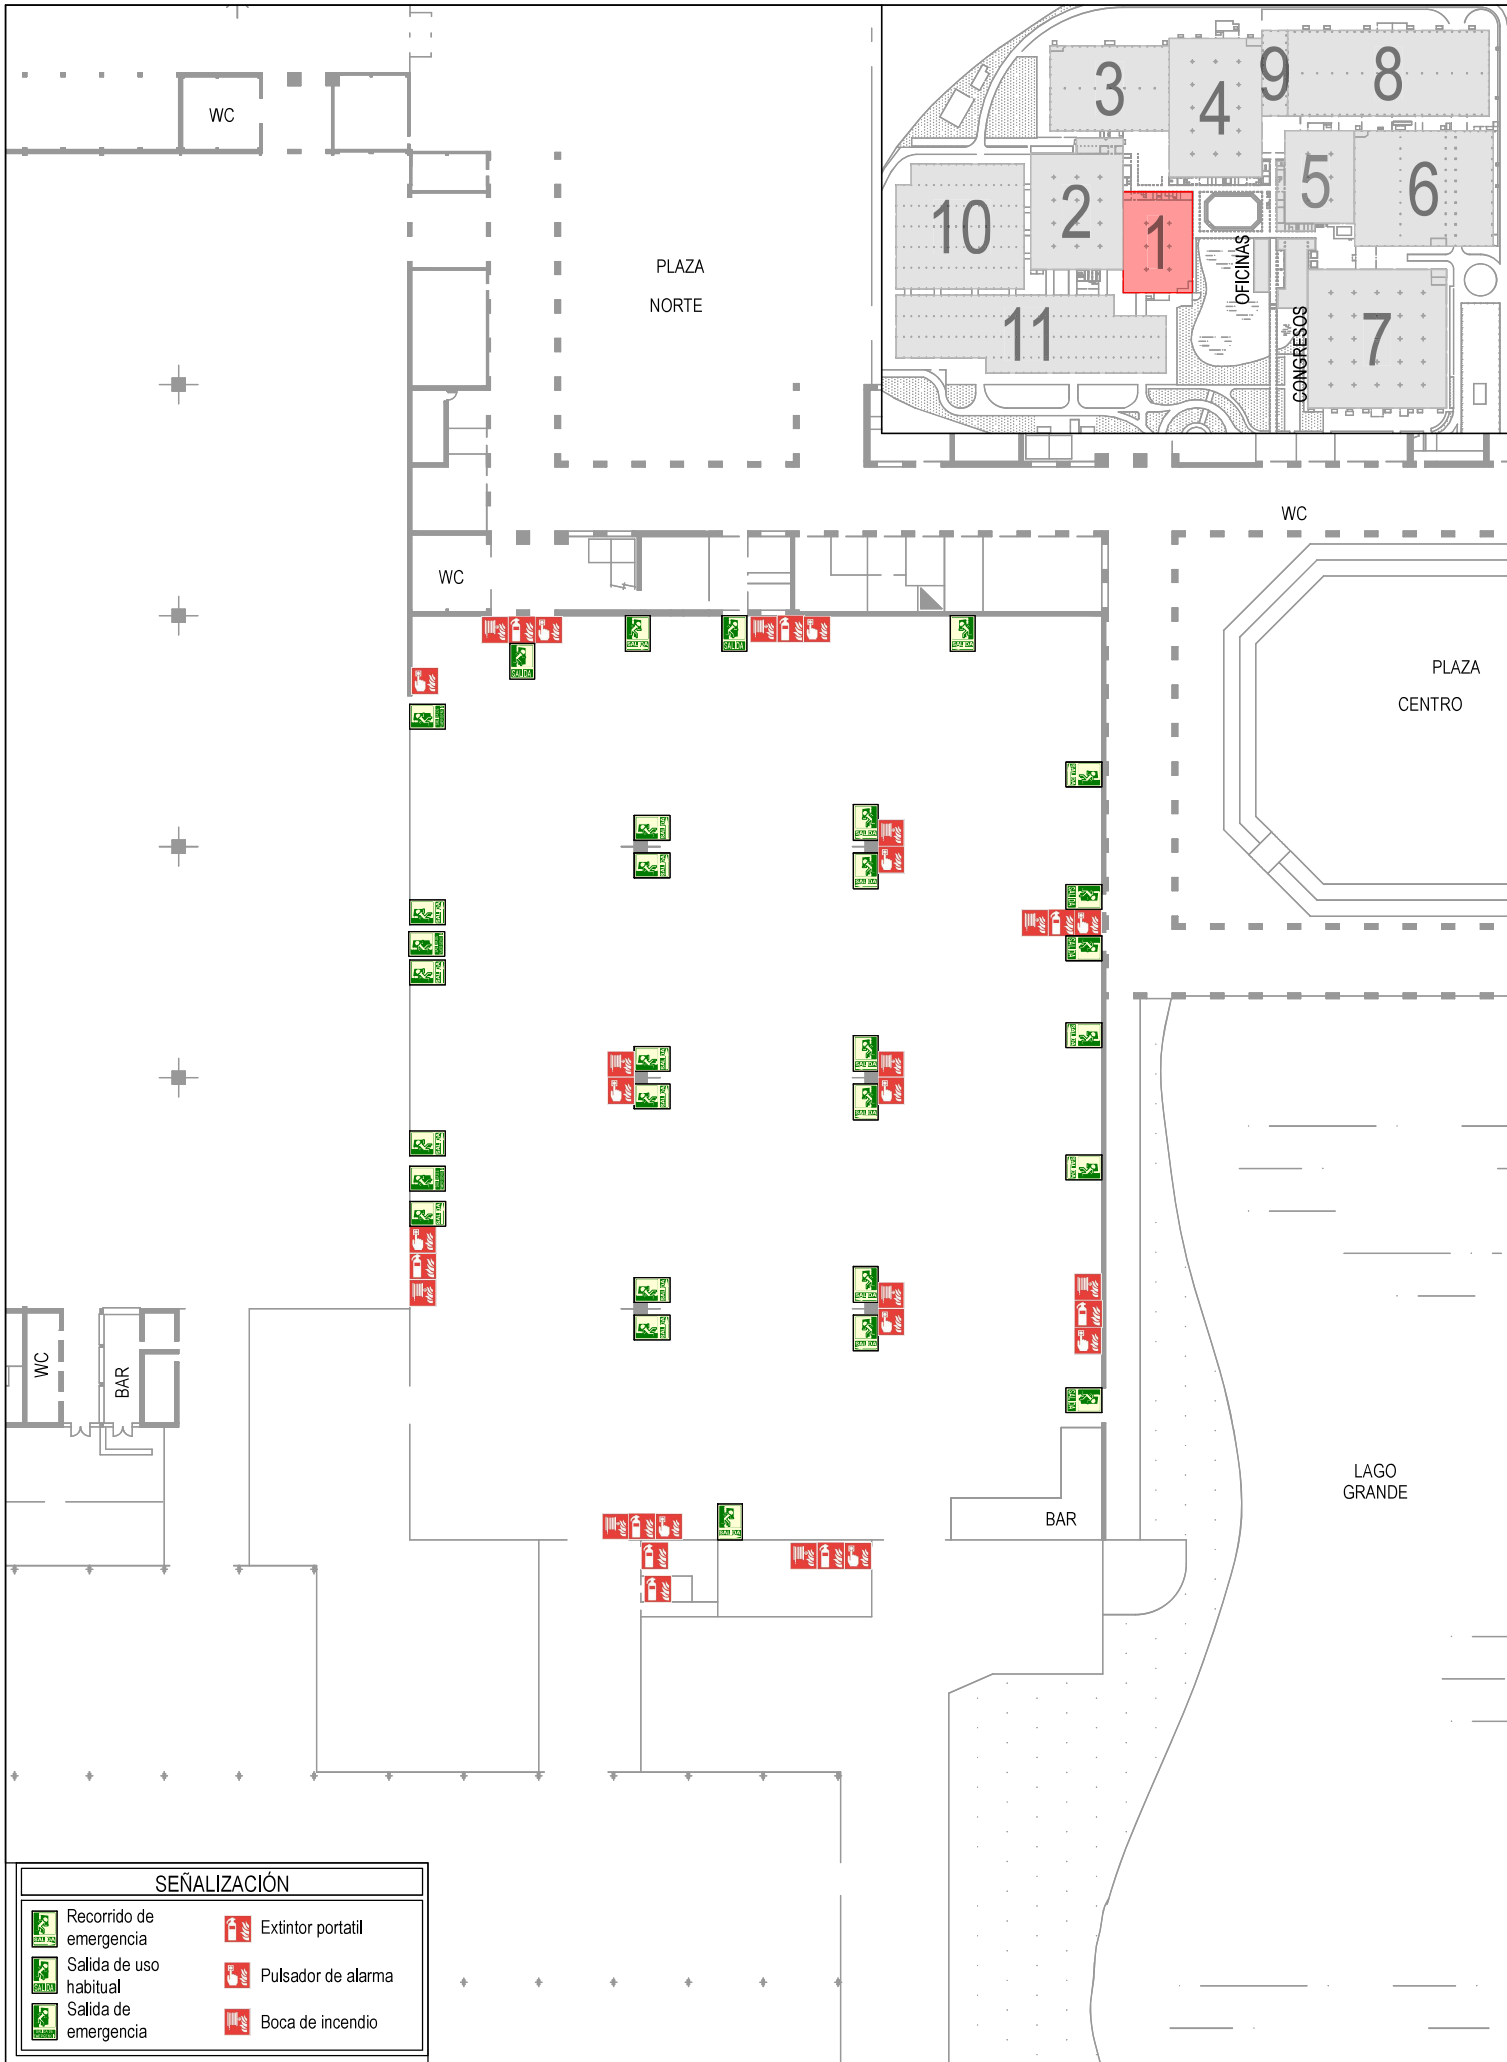 WC
3
4
9
8
5
6
10
2
1
11
7
OFICINAS
CONGRESOS
PLAZA
NORTE
WC
WC
PLAZA
CENTRO
WC
BAR
LAGO
GRANDE
BAR
SEÑALIZACIÓN
Recorrido de
emergencia
Salida de uso
habitual
Salida de
emergencia
Extintor portatil
Pulsador de alarma
Boca de incendio